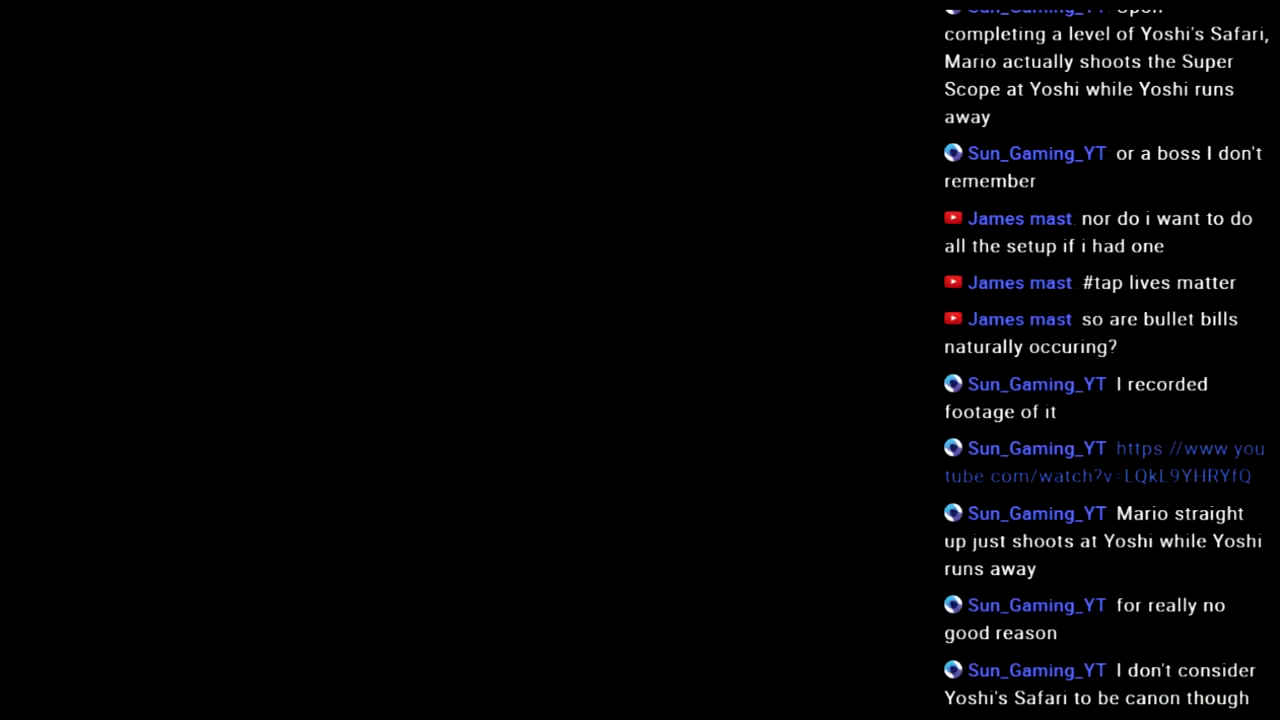 Sun_Gaming_YT: Upon
completing a level of Yoshi's Safari,
Mario actually shoots the Super
Scope at Yoshi while Yoshi runs
away
Sun_Gaming_YT: or a boss I don't
remember
James mast: nor do i want to do
all the setup if i had one
James mast: #tap lives matter
James mast: so are bullet bills
naturally occuring?
Sun_Gaming_YT: I recorded
footage of it
Sun_Gaming_YT: https://www.you
tube.com/watch?v=LQkL9YHRYfQ
Sun_Gaming_YT: Mario straight
up just shoots at Yoshi while Yoshi
runs away
Sun_Gaming_YT: for really no
good reason
Sun_Gaming_YT: I don't consider
Yoshi's Safari to be canon though